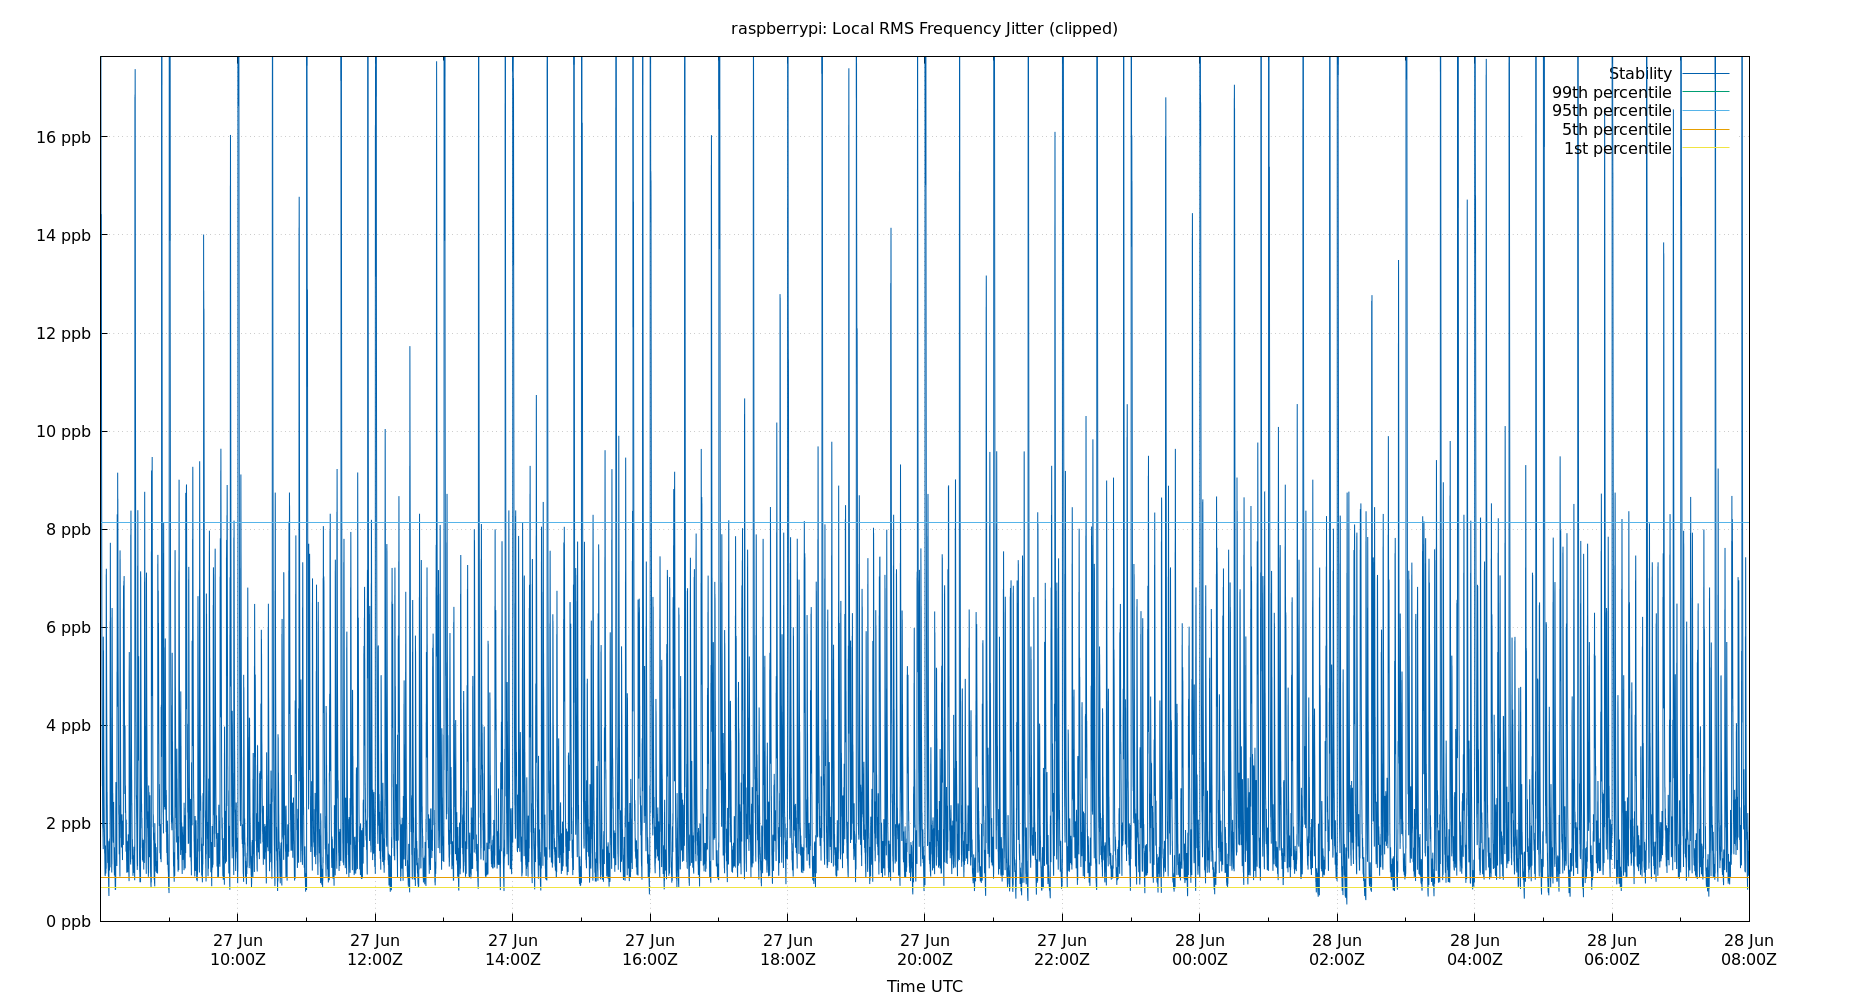 raspberrypi: Local RMS Frequency Jitter (clipped)
Stability
99th percentile
95th percentile
5th percentile
1st percentile
16 ppb
14 ppb
12 ppb
10 ppb
8 ppb
6 ppb
4 ppb
2 ppb
0 ppb
27 Jun 27 Jun 27 Jun 27 Jun 27 Jun 27 Jun 27 Jun 28 Jun 28 Jun 28 Jun 28 Jun 28 Jun
10:00Z 12:00Z 14:00Z 16:00Z 18:00Z 20:00Z 22:00Z 00:00Z 02:00Z 04:00Z 06:00Z 08:00Z
Time UTC